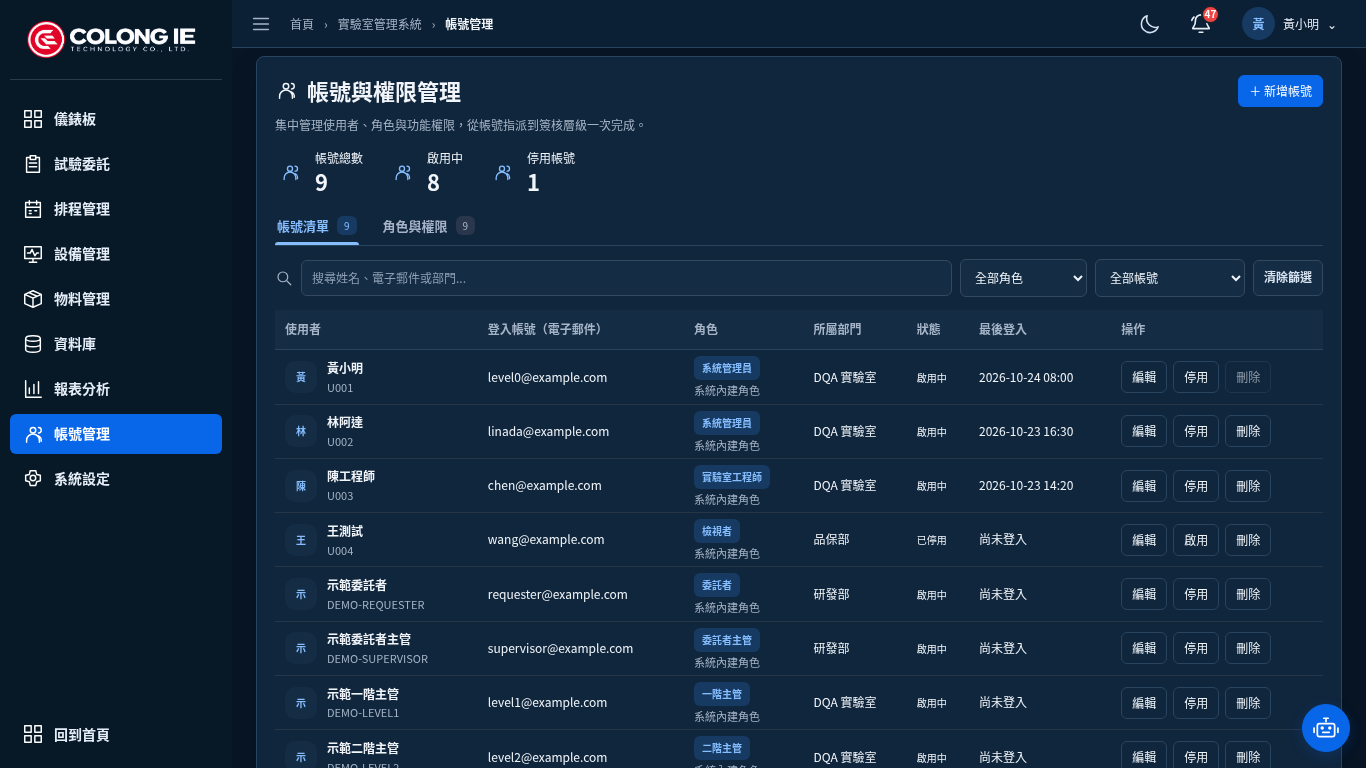 COLONG IE
TECHNOLOGY CO., LTD.
儀錶板
試驗委託
排程管理
設備管理
物料管理
資料庫
報表分析
帳號管理
系統設定
回到首頁
首頁 › 實驗室管理系統 › 帳號管理
47
黃 黃小明
帳號與權限管理
＋ 新增帳號
集中管理使用者、角色與功能權限，從帳號指派到簽核層級一次完成。
帳號總數 啟用中 停用帳號
9 8 1
帳號清單 9 角色與權限 9
搜尋姓名、電子郵件或部門... 全部角色 全部帳號 清除篩選
使用者 登入帳號（電子郵件） 角色 所屬部門 狀態 最後登入 操作
黃 黃小明 U001 level0@example.com 系統管理員 系統內建角色 DQA 實驗室 啟用中 2026-10-24 08:00 編輯 停用 刪除
林 林阿達 U002 linada@example.com 系統管理員 系統內建角色 DQA 實驗室 啟用中 2026-10-23 16:30 編輯 停用 刪除
陳 陳工程師 U003 chen@example.com 實驗室工程師 系統內建角色 DQA 實驗室 啟用中 2026-10-23 14:20 編輯 停用 刪除
王 王測試 U004 wang@example.com 檢視者 系統內建角色 品保部 已停用 尚未登入 編輯 啟用 刪除
示 示範委託者 DEMO-REQUESTER requester@example.com 委託者 系統內建角色 研發部 啟用中 尚未登入 編輯 停用 刪除
示 示範委託者主管 DEMO-SUPERVISOR supervisor@example.com 委託者主管 系統內建角色 研發部 啟用中 尚未登入 編輯 停用 刪除
示 示範一階主管 DEMO-LEVEL1 level1@example.com 一階主管 系統內建角色 DQA 實驗室 啟用中 尚未登入 編輯 停用 刪除
示 示範二階主管 DEMO-LEVEL2 level2@example.com 二階主管 系統內建角色 DQA 實驗室 啟用中 尚未登入 編輯 停用 刪除